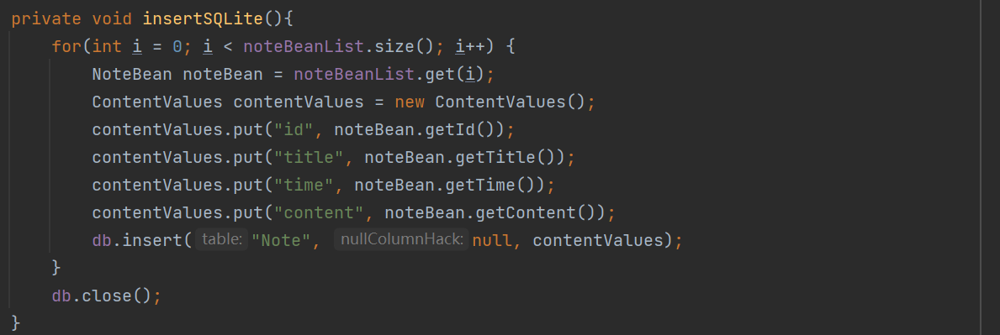 private void insertSQLite(){
for(int i = 0; i < noteBeanList.size(); i++) {
NoteBean noteBean = noteBeanList.get(i);
ContentValues contentValues = new ContentValues();
contentValues.put("id", noteBean.getId());
contentValues.put("title", noteBean.getTitle());
contentValues.put("time", noteBean.getTime());
contentValues.put("content", noteBean.getContent());
db.insert( table: "Note", nullColumnHack: null, contentValues);
}
db.close();
}